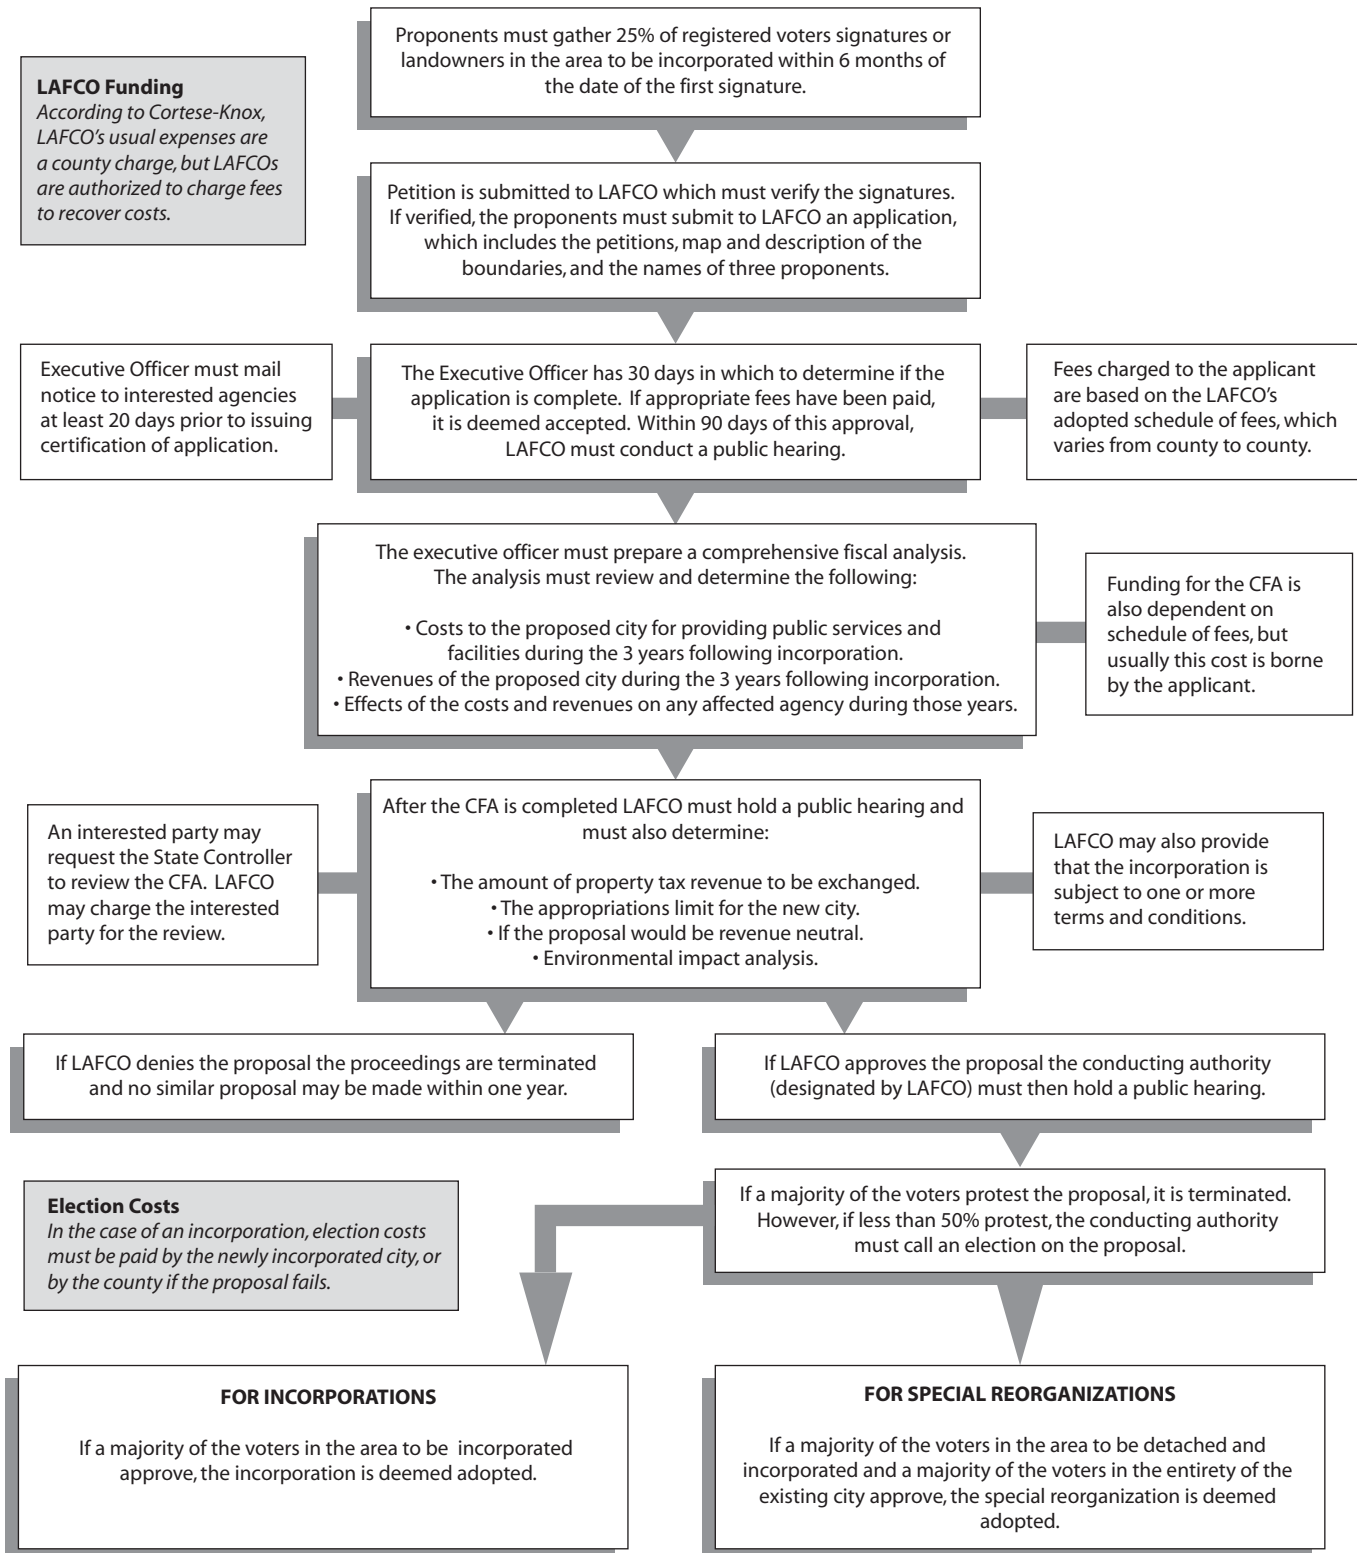 Proponents must gather 25% of registered voters signatures or
landowners in the area to be incorporated within 6 months of
the date of the first signature.
LAFCO Funding
According to Cortese-Knox,
LAFCO's usual expenses are
a county charge, but LAFCOs
are authorized to charge fees
to recover costs.
Petition is submitted to LAFCO which must verify the signatures.
If verified, the proponents must submit to LAFCO an application,
which includes the petitions, map and description of the
boundaries, and the names of three proponents.
Executive Officer must mail
notice to interested agencies
at least 20 days prior to issuing
certification of application.
The Executive Officer has 30 days in which to determine if the
application is complete. If appropriate fees have been paid,
it is deemed accepted. Within 90 days of this approval,
LAFCO must conduct a public hearing.
Fees charged to the applicant
are based on the LAFCO's
adopted schedule of fees, which
varies from county to county.
The executive officer must prepare a comprehensive fiscal analysis.
The analysis must review and determine the following:
• Costs to the proposed city for providing public services and
facilities during the 3 years following incorporation.
• Revenues of the proposed city during the 3 years following incorporation.
• Effects of the costs and revenues on any affected agency during those years.
Funding for the CFA is
also dependent on
schedule of fees, but
usually this cost is borne
by the applicant.
An interested party may
request the State Controller
to review the CFA. LAFCO
may charge the interested
party for the review.
After the CFA is completed LAFCO must hold a public hearing and
must also determine:
• The amount of property tax revenue to be exchanged.
• The appropriations limit for the new city.
• If the proposal would be revenue neutral.
• Environmental impact analysis.
LAFCO may also provide
that the incorporation is
subject to one or more
terms and conditions.
If LAFCO denies the proposal the proceedings are terminated
and no similar proposal may be made within one year.
If LAFCO approves the proposal the conducting authority
(designated by LAFCO) must then hold a public hearing.
Election Costs
In the case of an incorporation, election costs
must be paid by the newly incorporated city, or
by the county if the proposal fails.
If a majority of the voters protest the proposal, it is terminated.
However, if less than 50% protest, the conducting authority
must call an election on the proposal.
FOR INCORPORATIONS
If a majority of the voters in the area to be incorporated
approve, the incorporation is deemed adopted.
FOR SPECIAL REORGANIZATIONS
If a majority of the voters in the area to be detached and
incorporated and a majority of the voters in the entirety of the
existing city approve, the special reorganization is deemed
adopted.